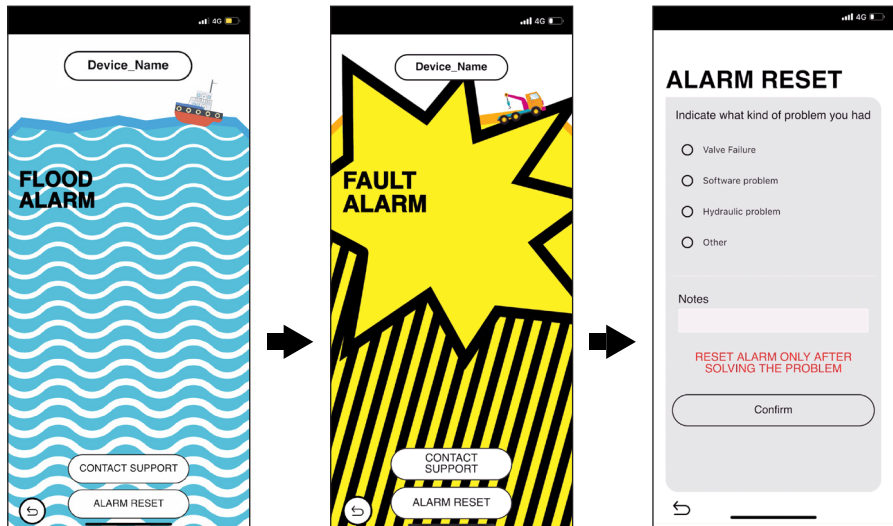 4G
Device_Name
FLOOD
ALARM
CONTACT SUPPORT
ALARM RESET
4G
Device_Name
FAULT
ALARM
CONTACT
SUPPORT
ALARM RESET
4G
ALARM RESET
Indicate what kind of problem you had
Valve Failure
Software problem
Hydraulic problem
Other
Notes
RESET ALARM ONLY AFTER
SOLVING THE PROBLEM
Confirm